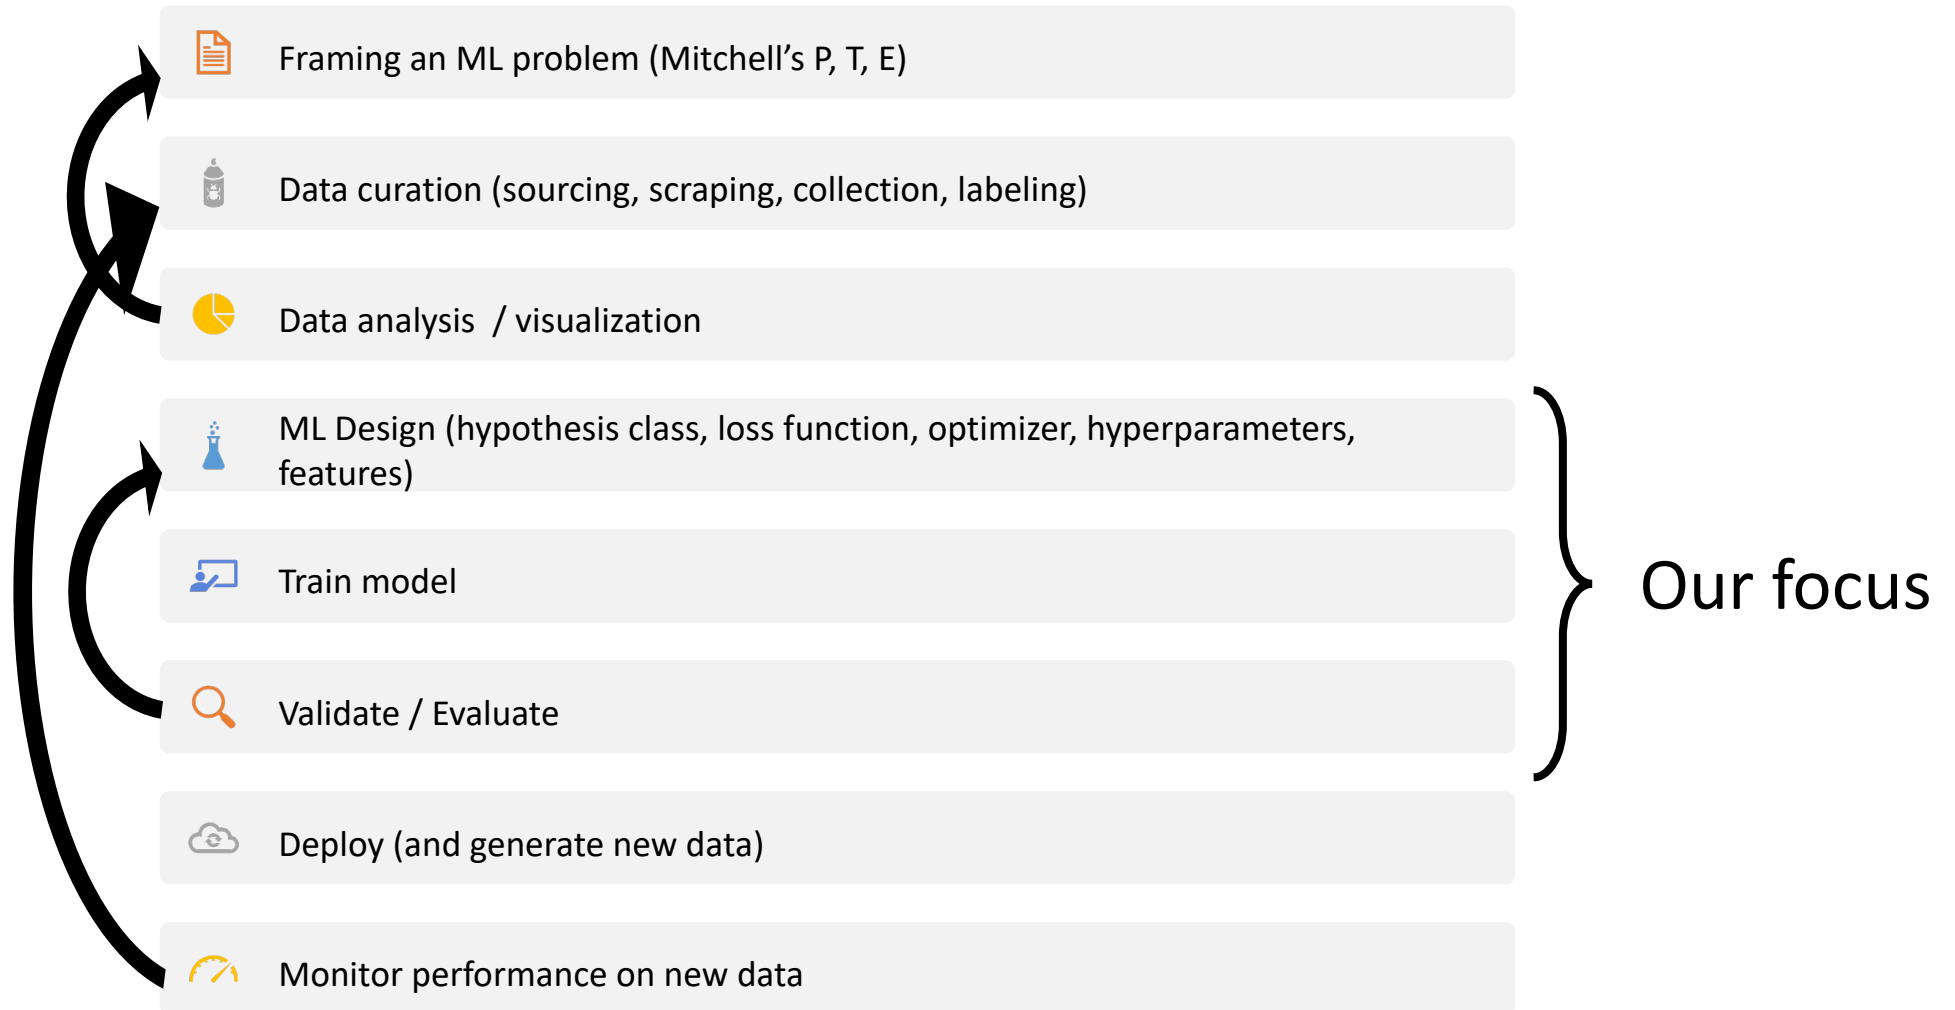 Framing an ML problem (Mitchell’s P, T, E)
Data curation (sourcing, scraping, collection, labeling)
Data analysis  / visualization
ML Design (hypothesis class, loss function, optimizer, hyperparameters,
features)
Train model
Our focus
Validate / Evaluate
Deploy (and generate new data)
Monitor performance on new data